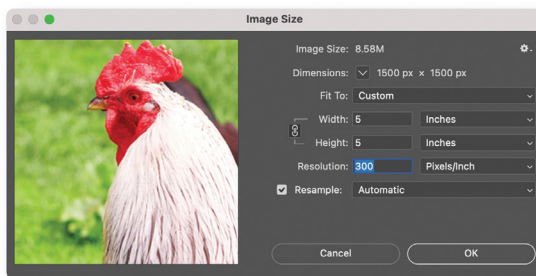 Image Size
Image Size: 8.58M
Dimensions: 1500 px × 1500 px
Fit To: Custom
Width: 5 Inches
Height: 5 Inches
Resolution: 300 Pixels/Inch
Resample: Automatic
Cancel OK